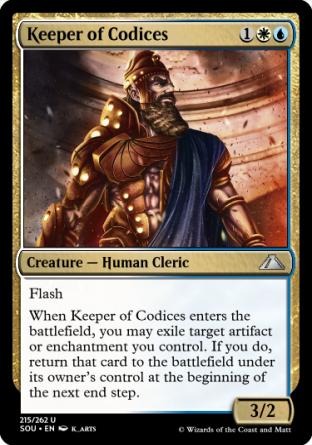 Keeper of Codices 1
Creature — Human Cleric
Flash
When Keeper of Codices enters the
battlefield, you may exile target artifact
or enchantment you control. If you do,
return that card to the battlefield under
its owner's control at the beginning of
the next end step.
3/2
215/262 U
SOU • EN K_ARTS
© Wizards of the Coast and Matt